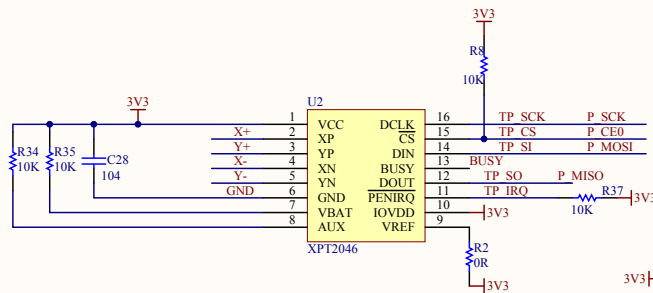 3V3
R8
10K
3V3
U2
R34
10K
R35
10K
C28
104
X+
Y+
X-
Y-
GND
1 VCC DCLK 16 TP_SCK P_SCK
2 XP CS 15 TP_CS P_CE0
3 YP DIN 14 TP_SI P_MOSI
4 XN BUSY 13 BUSY
5 YN DOUT 12 TP_SO P_MISO
6 GND PENIRQ 11 TP_IRQ R37 10K 3V3
7 VBAT IOVDD 10 3V3
8 AUX VREF 9
XPT2046
R2
0R
3V3
3V3